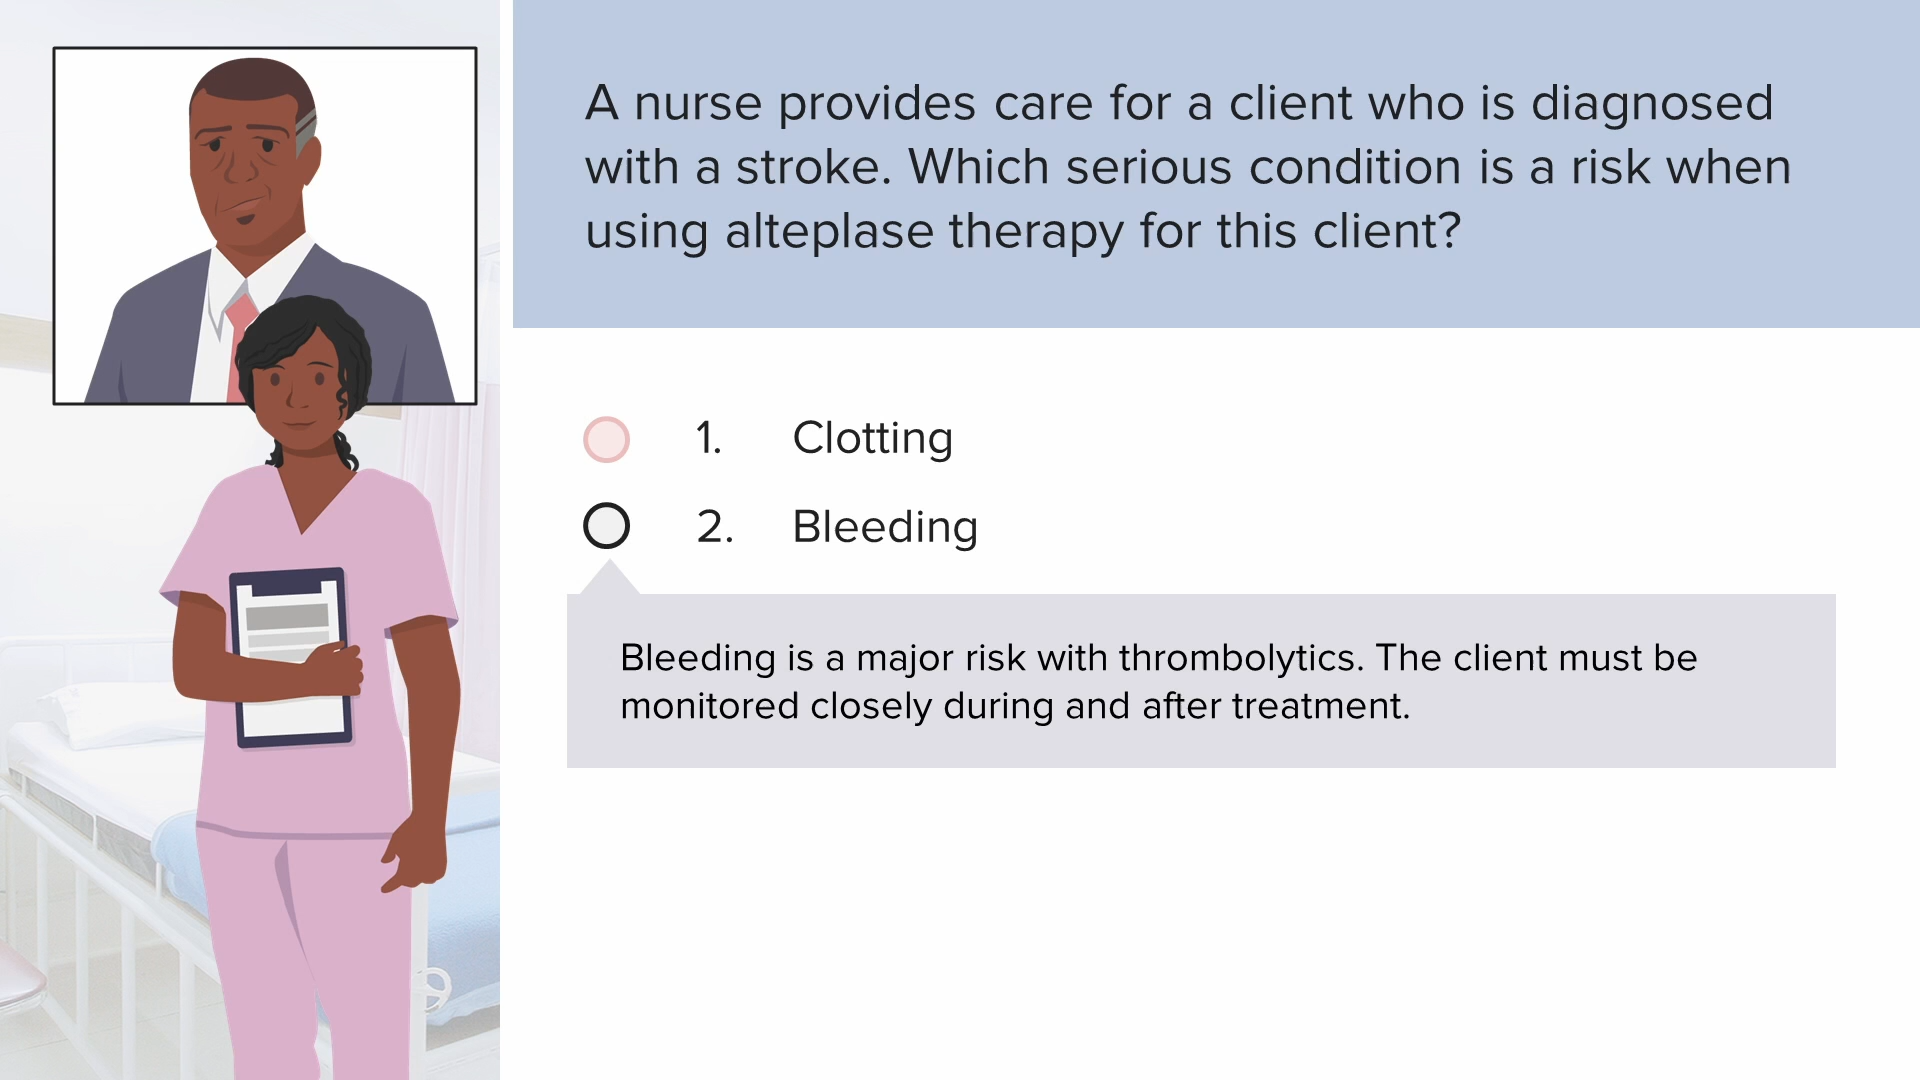 A nurse provides care for a client who is diagnosed
with a stroke. Which serious condition is a risk when
using alteplase therapy for this client?
1. Clotting
2. Bleeding
Bleeding is a major risk with thrombolytics. The client must be
monitored closely during and after treatment.